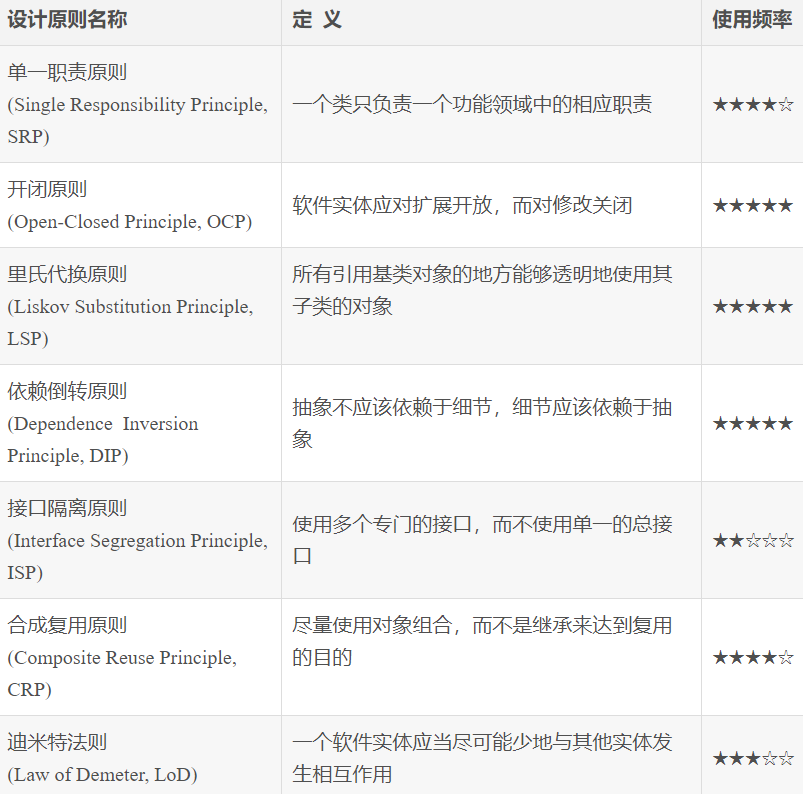 设计原则名称 定 义 使用频率
单一职责原则
(Single Responsibility Principle,
SRP)
一个类只负责一个功能领域中的相应职责
★★★★☆
开闭原则
(Open-Closed Principle, OCP)
软件实体应对扩展开放，而对修改关闭
★★★★★
里氏代换原则
(Liskov Substitution Principle,
LSP)
所有引用基类对象的地方能够透明地使用其
子类的对象
★★★★★
依赖倒转原则
(Dependence Inversion
Principle, DIP)
抽象不应该依赖于细节，细节应该依赖于抽
象
★★★★★
接口隔离原则
(Interface Segregation Principle,
ISP)
使用多个专门的接口，而不使用单一的总接
口
★★☆☆☆
合成复用原则
(Composite Reuse Principle,
CRP)
尽量使用对象组合，而不是继承来达到复用
的目的
★★★★☆
迪米特法则
(Law of Demeter, LoD)
一个软件实体应当尽可能少地与其他实体发
生相互作用
★★★☆☆